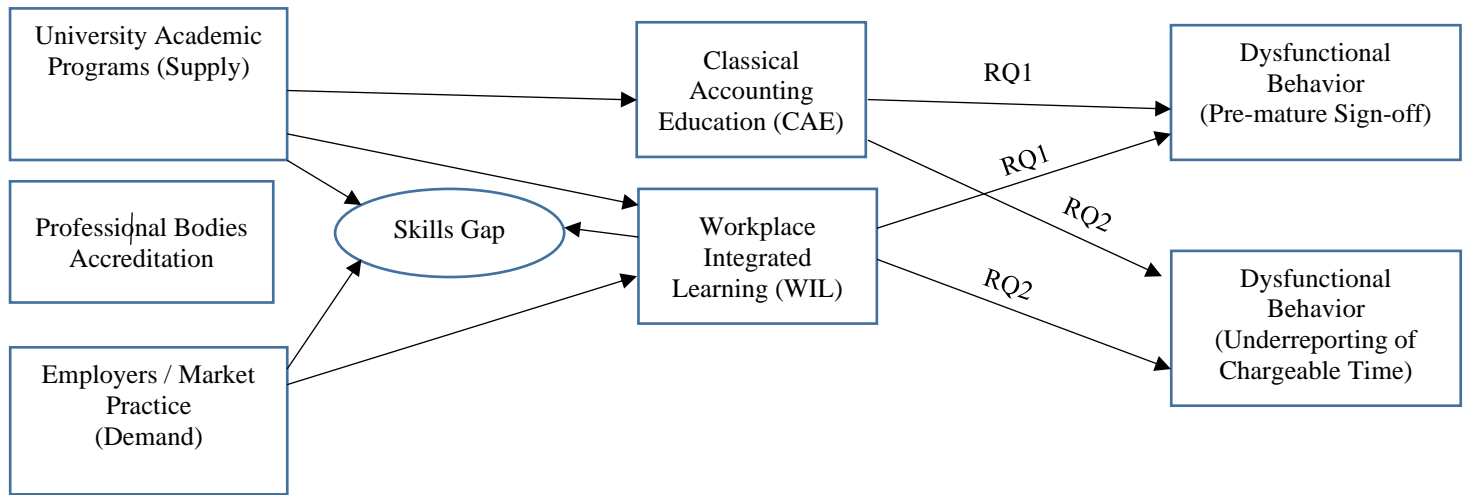 University Academic
Programs (Supply)
Professional Bodies
Accreditation
Employers / Market
Practice
(Demand)
Skills Gap
Classical
Accounting
Education (CAE)
Workplace
Integrated
Learning (WIL)
RQ1
RQ1
RQ2
RQ2
Dysfunctional
Behavior
(Pre-mature Sign-off)
Dysfunctional
Behavior
(Underreporting of
Chargeable Time)